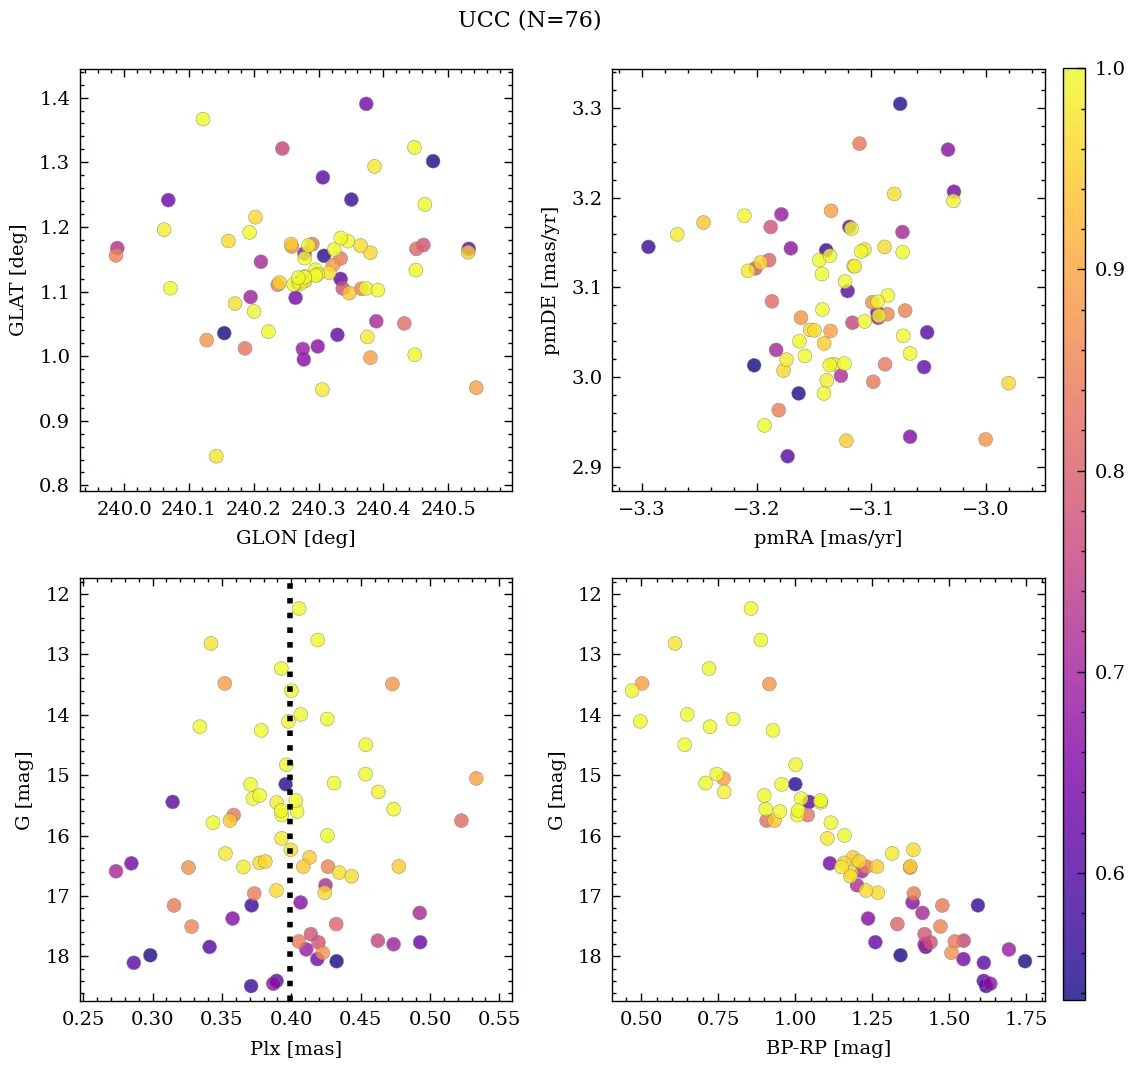 UCC (N=76)
1.4
1.3
1.2
1.1
1.0
0.9
0.8
GLAT [deg]
240.0 240.1 240.2 240.3 240.4 240.5
GLON [deg]
3.3
3.2
3.1
3.0
2.9
pmDE [mas/yr]
−3.3 −3.2 −3.1 −3.0
pmRA [mas/yr]
1.0
0.9
0.8
0.7
0.6
12
13
14
15
16
17
18
G [mag]
0.25 0.30 0.35 0.40 0.45 0.50 0.55
Plx [mas]
12
13
14
15
16
17
18
G [mag]
0.50 0.75 1.00 1.25 1.50 1.75
BP-RP [mag]